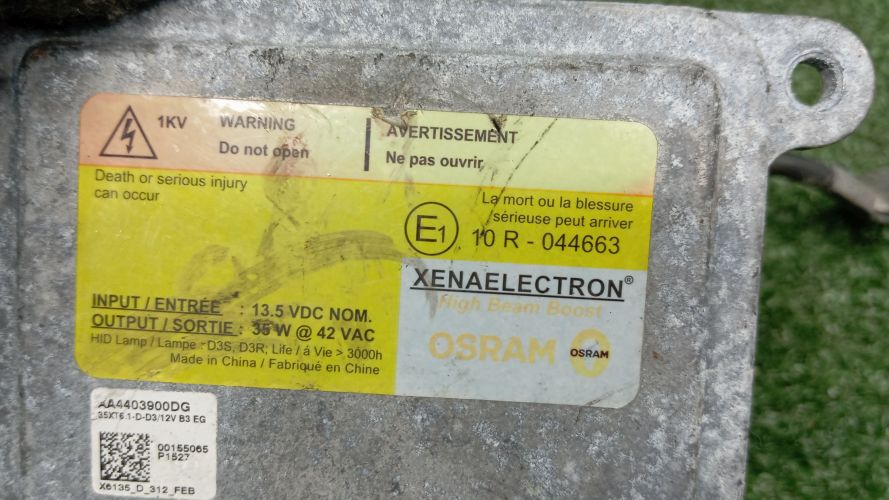 1KV WARNING
Do not open
AVERTISSEMENT
Ne pas ouvrir
Death or serious injury
can occur
La mort ou la blessure
sérieuse peut arriver
E1 10 R - 044663
XENAELECTRON®
High Beam Boost
OSRAM OSRAM
INPUT / ENTRÉE : 13.5 VDC NOM.
OUTPUT / SORTIE : 35 W @ 42 VAC
HID Lamp / Lampe : D3S, D3R; Life / á Vie > 3000h
Made in China / Fabriqué en Chine
AA4403900DG
35XT6.1-D-D3/12V B3 EG
00155065
P1527
X6135_D_312_FEB